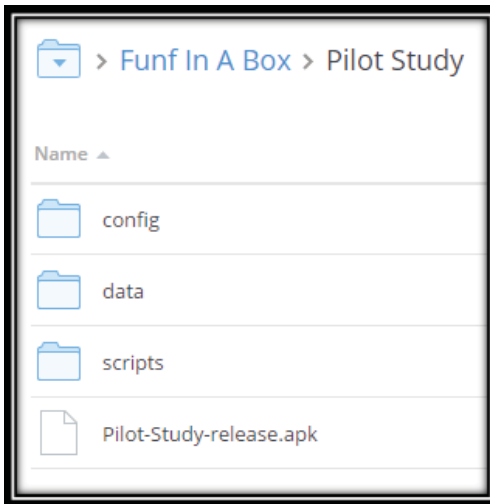 > Funf In A Box > Pilot Study
Name
config
data
scripts
Pilot-Study-release.apk